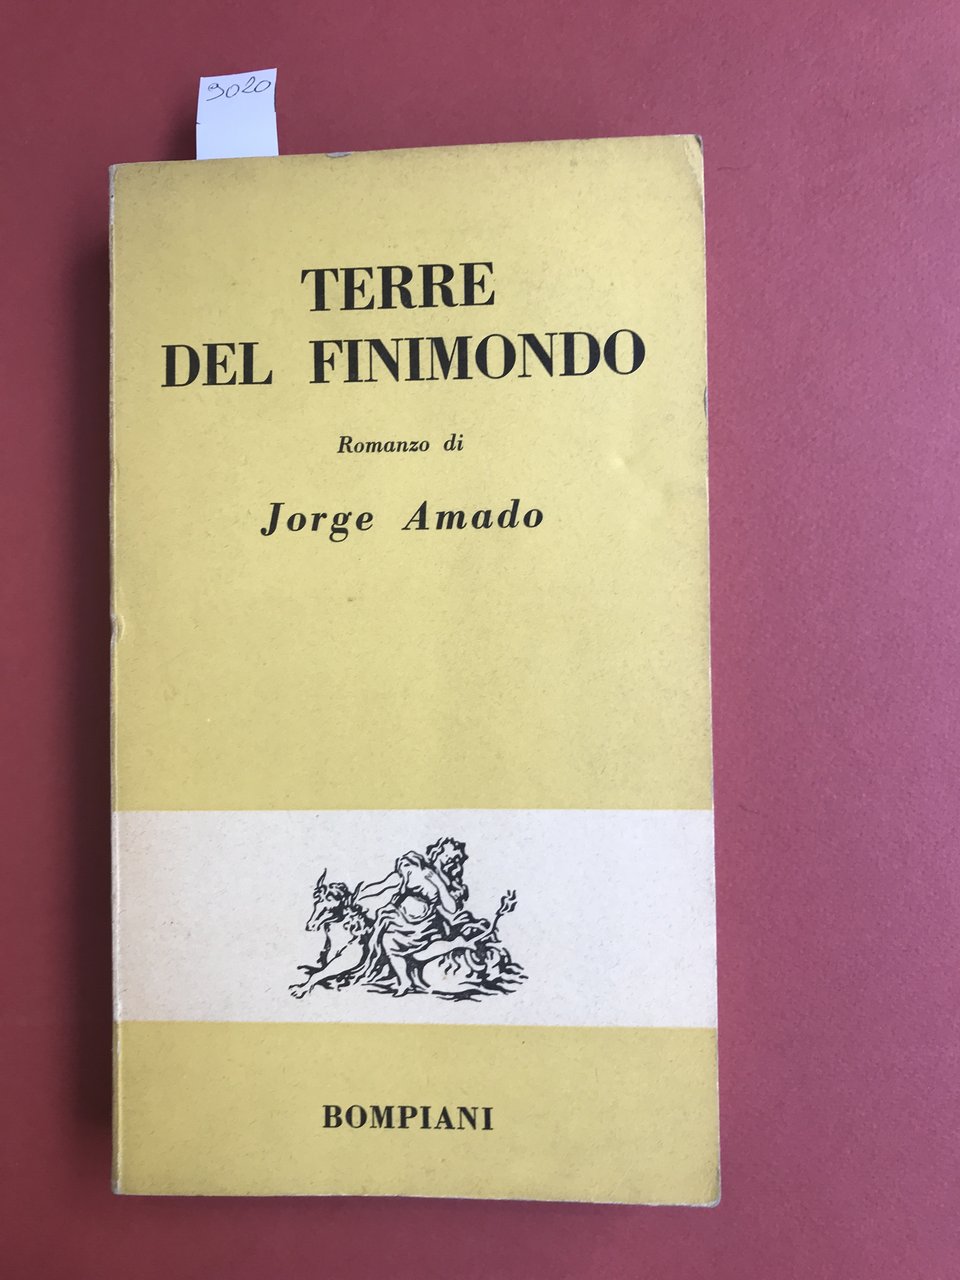 9020
TERRE
DEL FINIMONDO
Romanzo di
Jorge Amado
BOMPIANI